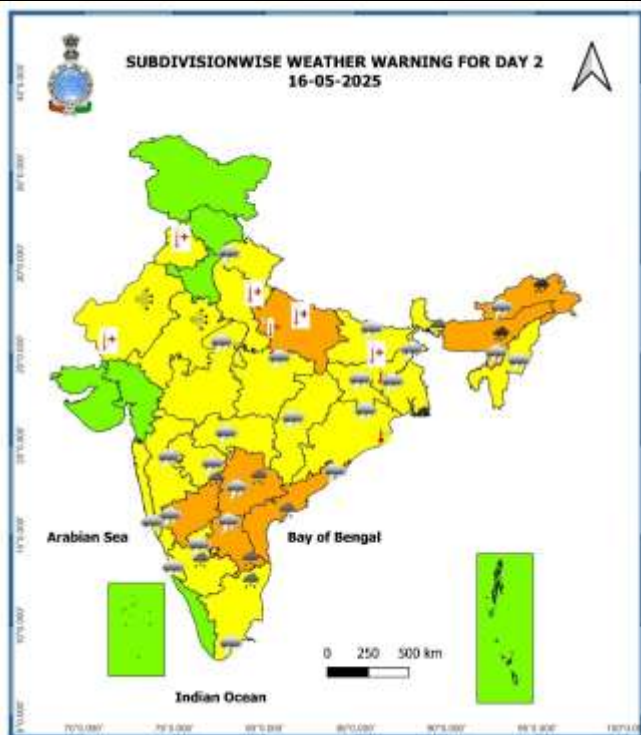 SUBDIVISIONWISE WEATHER WARNING FOR DAY 2
16-05-2025
Arabian Sea
Bay of Bengal
0 250 500 km
Indian Ocean